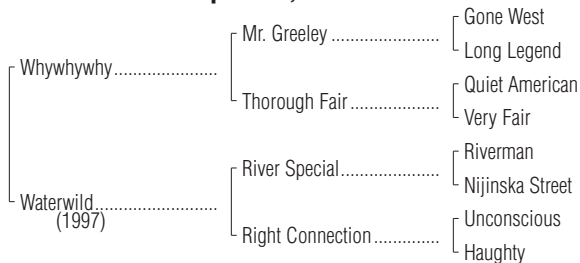 Gone West
Mr. Greeley ....................
Long Legend
Whywhywhy...................
Quiet American
Thorough Fair ................
Very Fair
Riverman
River Special..................
Nijinska Street
Waterwild.......................
(1997)
Unconscious
Right Connection............
Haughty